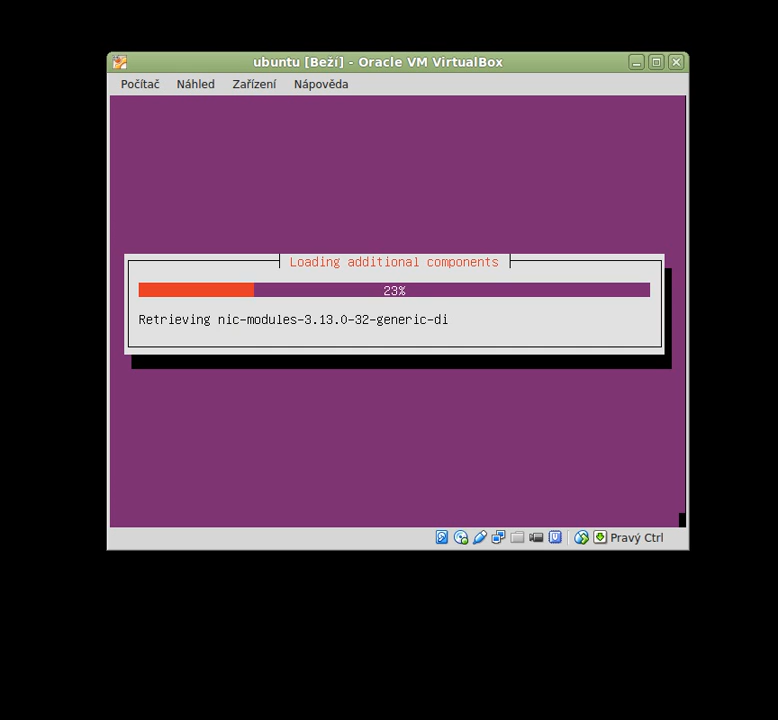 ubuntu [Beží] - Oracle VM VirtualBox
Počítač Náhled Zařízení Nápověda
Loading additional components
23%
Retrieving nic-modules-3.13.0-32-generic-di
Pravý Ctrl